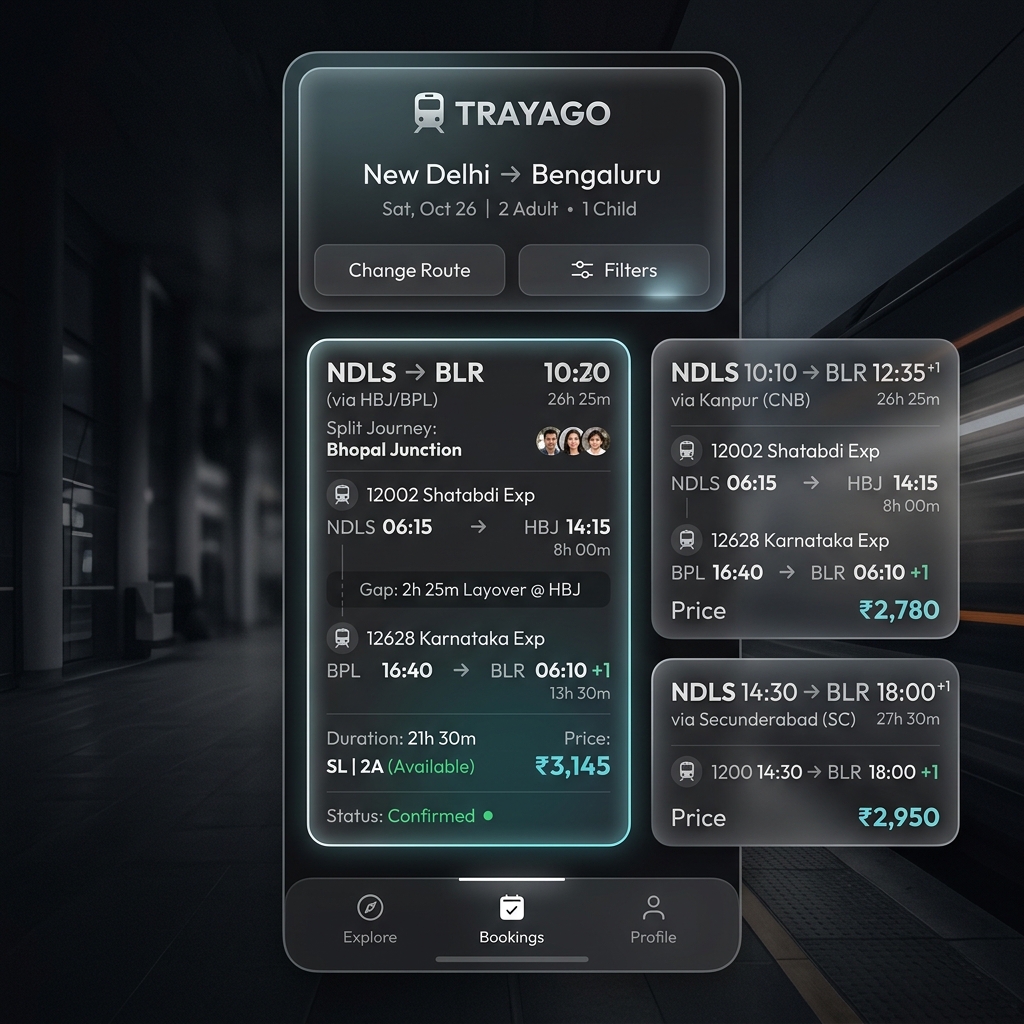 TRAYAGO
New Delhi → Bengaluru
Sat, Oct 26 | 2 Adult • 1 Child
Change Route
Filters
NDLS → BLR 10:20
(via HBJ/BPL) 26h 25m
Split Journey:
Bhopal Junction
12002 Shatabdi Exp
NDLS 06:15 → HBJ 14:15
8h 00m
Gap: 2h 25m Layover @ HBJ
12628 Karnataka Exp
BPL 16:40 → BLR 06:10 +1
13h 30m
Duration: 21h 30m Price:
SL | 2A (Available) ₹3,145
Status: Confirmed
NDLS 10:10 → BLR 12:35+1
via Kanpur (CNB) 26h 25m
12002 Shatabdi Exp
NDLS 06:15 → HBJ 14:15
8h 00m
12628 Karnataka Exp
BPL 16:40 → BLR 06:10 +1
Price ₹2,780
NDLS 14:30 → BLR 18:00+1
via Secunderabad (SC) 27h 30m
1200 14:30 → BLR 18:00 +1
Price ₹2,950
Explore
Bookings
Profile